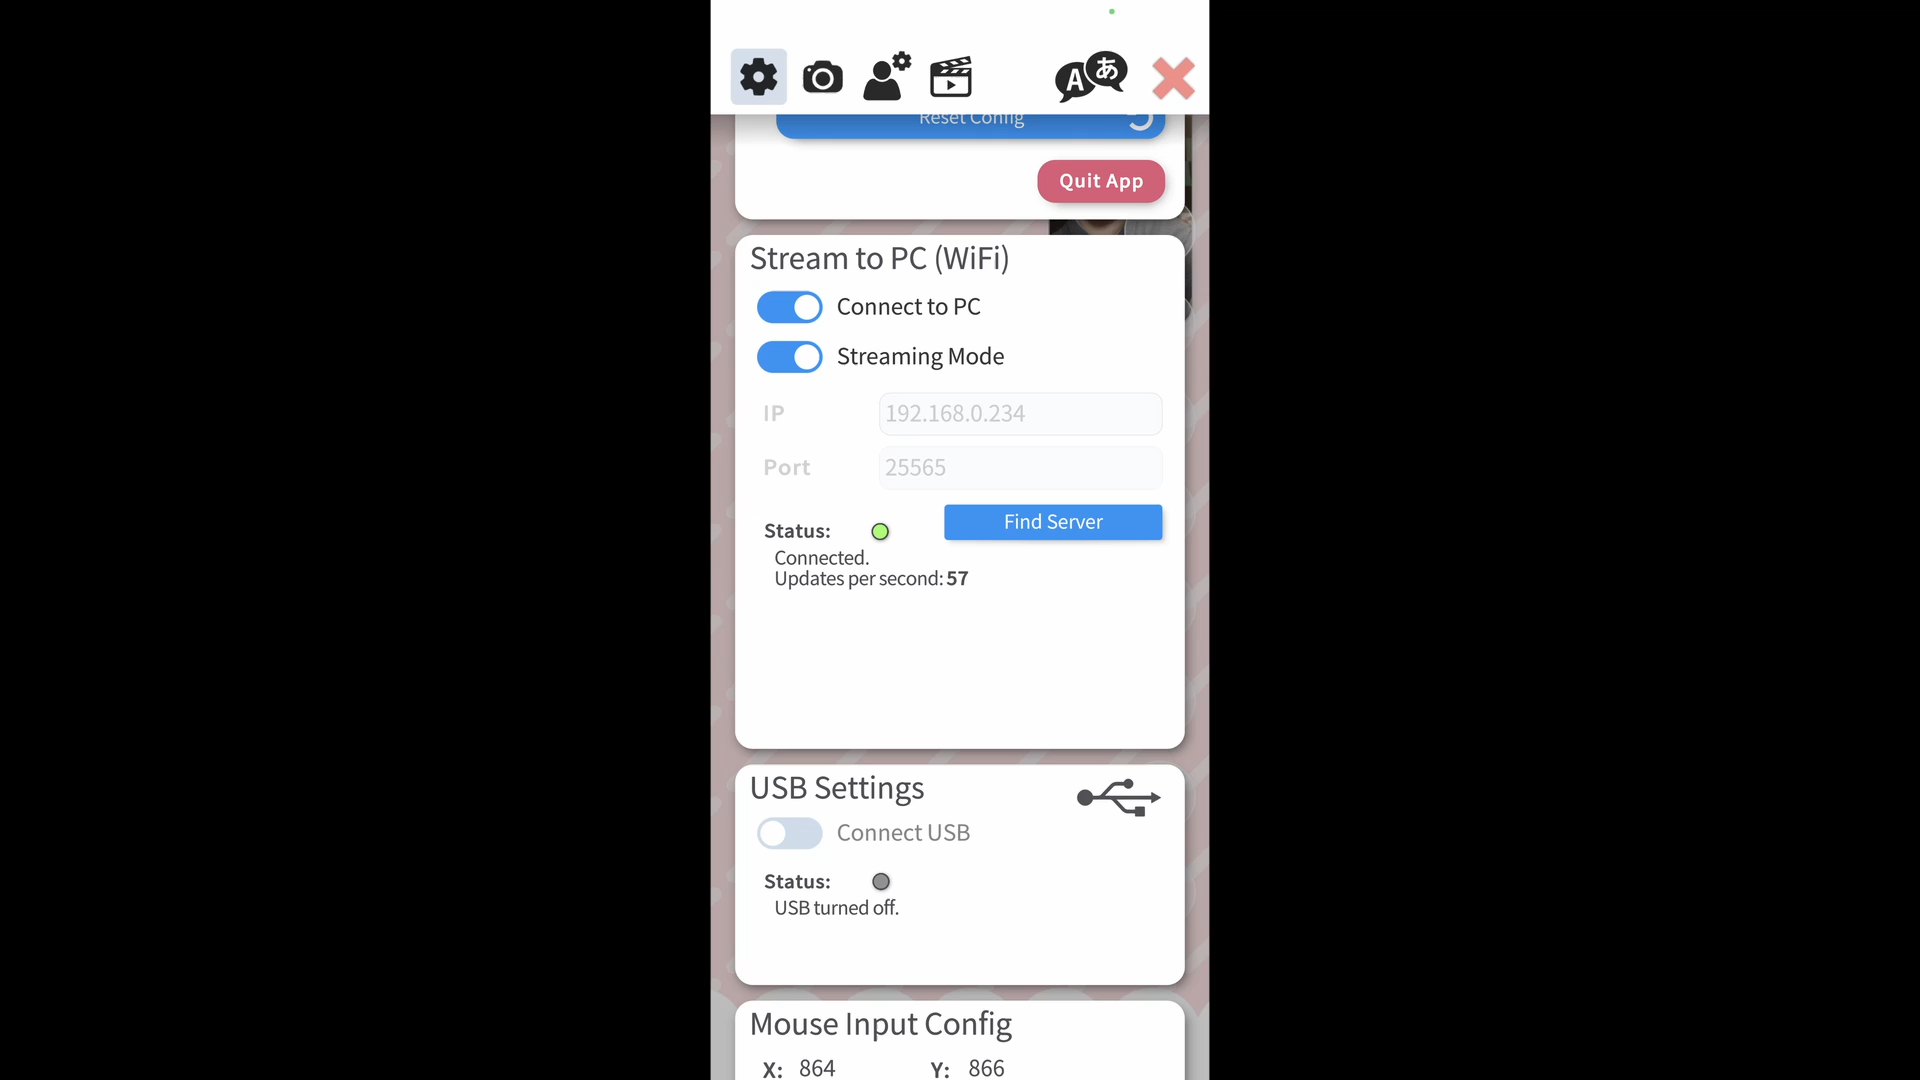 A あ
Reset Config
Quit App
Stream to PC (WiFi)
Connect to PC
Streaming Mode
IP 192.168.0.234
Port 25565
Status: Find Server
Connected.
Updates per second: 57
USB Settings
Connect USB
Status:
USB turned off.
Mouse Input Config
X: 864 Y: 866